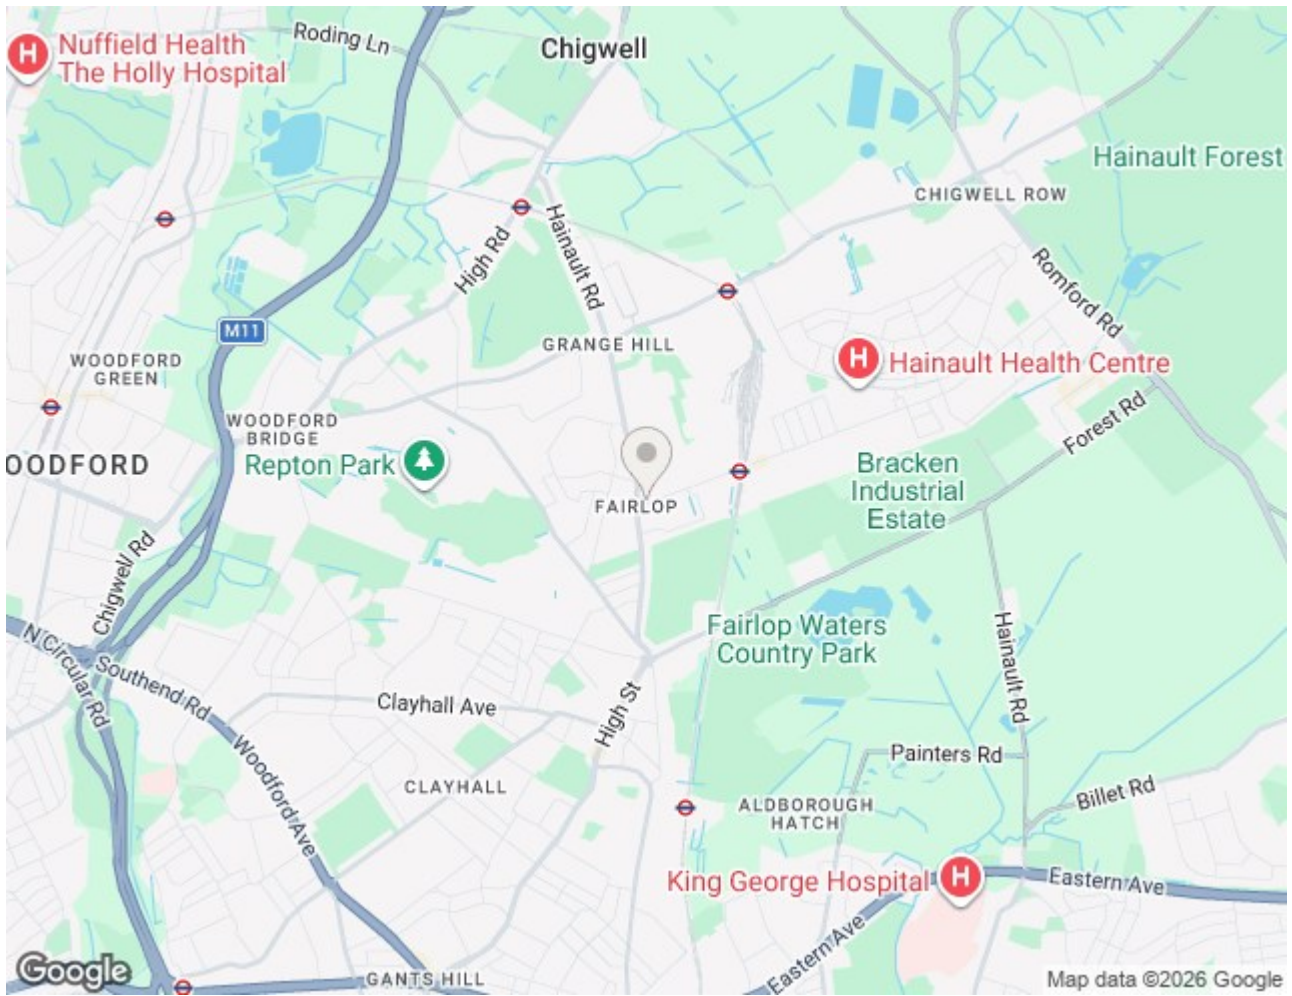 Nuffield Health
The Holly Hospital
Roding Ln
Chigwell
Hainault Forest
CHIGWELL ROW
High Rd
Hainault Rd
Romford Rd
M11
GRANGE HILL
Hainault Health Centre
WOODFORD
GREEN
WOODFORD
BRIDGE
Forest Rd
OODFORD
Repton Park
Bracken
Industrial
Estate
FAIRLOP
Chigwell Rd
N Circular Rd
Southend Rd
Fairlop Waters
Country Park
Hainault Rd
Clayhall Ave
High St
Woodford Ave
Painters Rd
CLAYHALL
ALDBOROUGH
HATCH
Billet Rd
King George Hospital
Eastern Ave
Eastern Ave
GANTS HILL
Google
Map data ©2026 Google